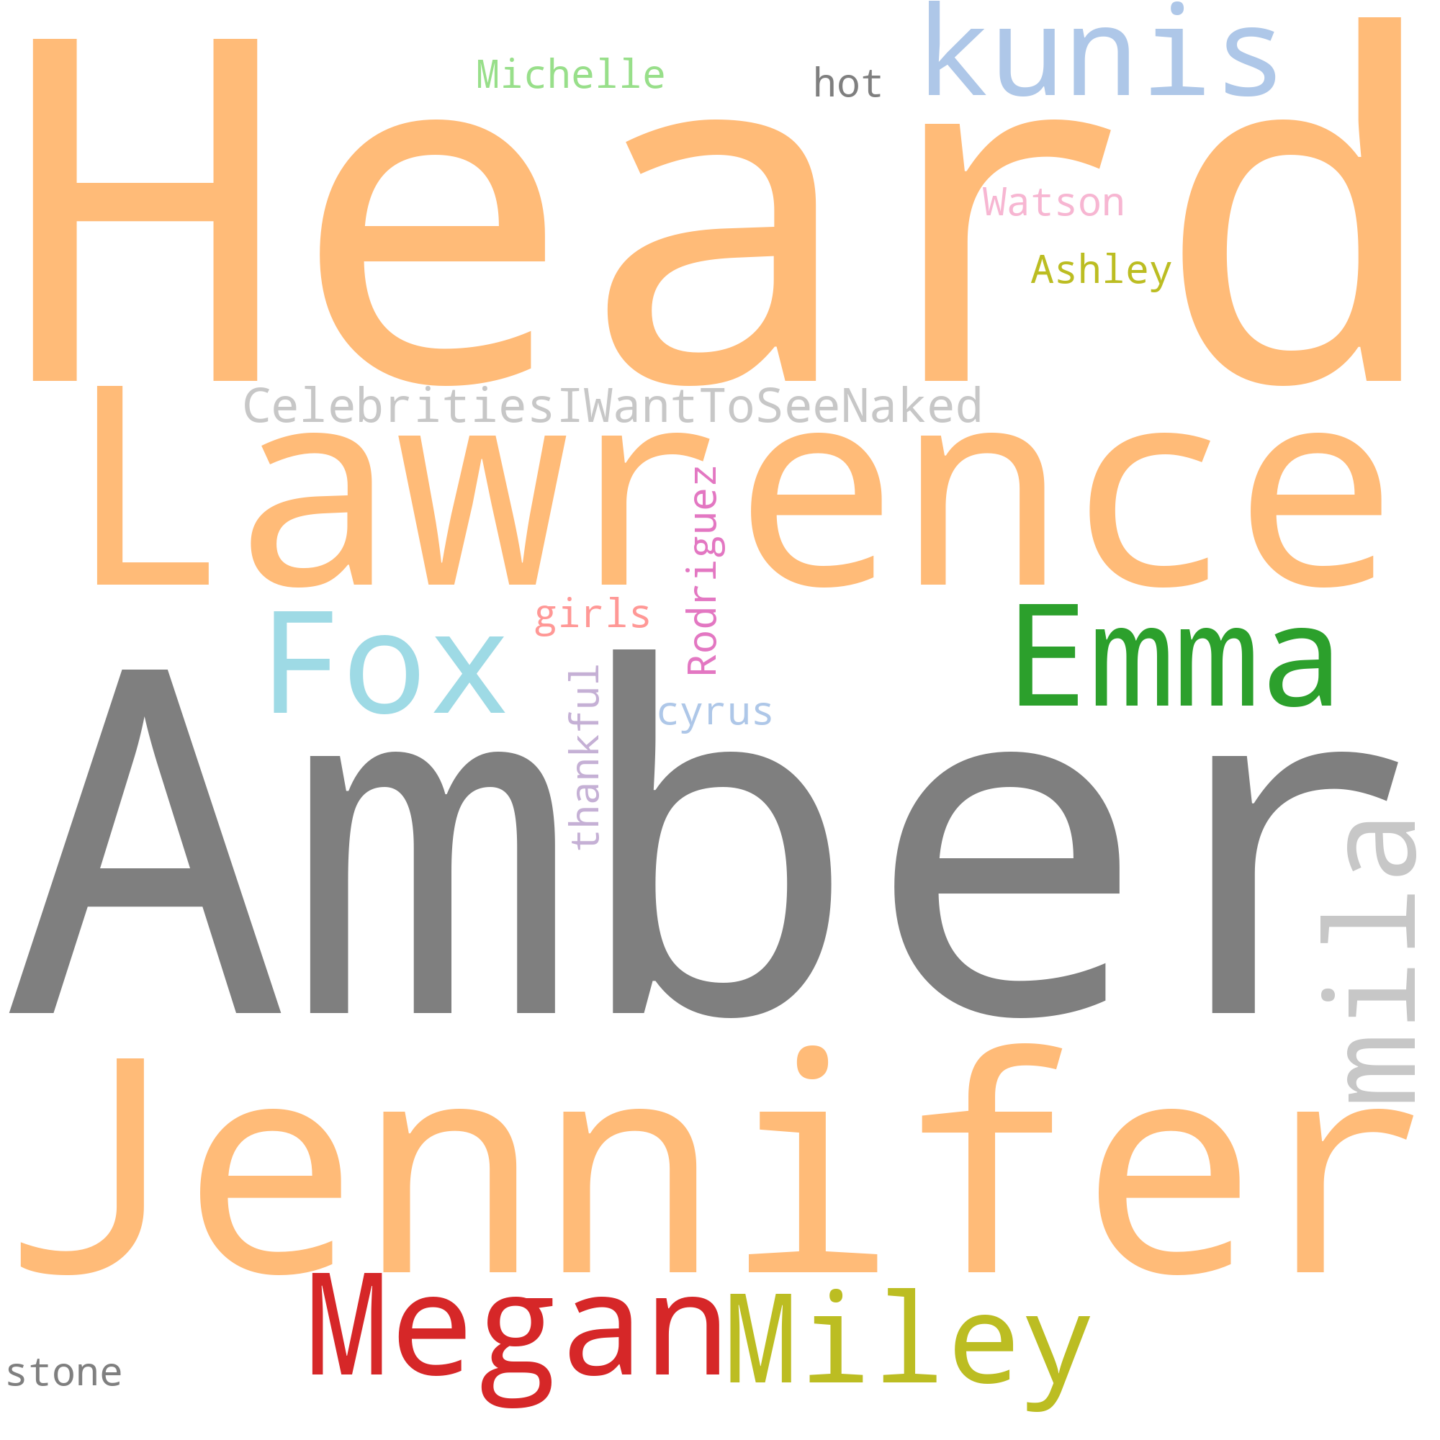 kunis
Michelle
hot
Heard
Watson
Ashley
CelebritiesIWantToSeeNaked
Lawrence
Rodriguez
girls
Fox
Emma
thankful
cyrus
Amber
mila
Jennifer
Megan
Miley
stone